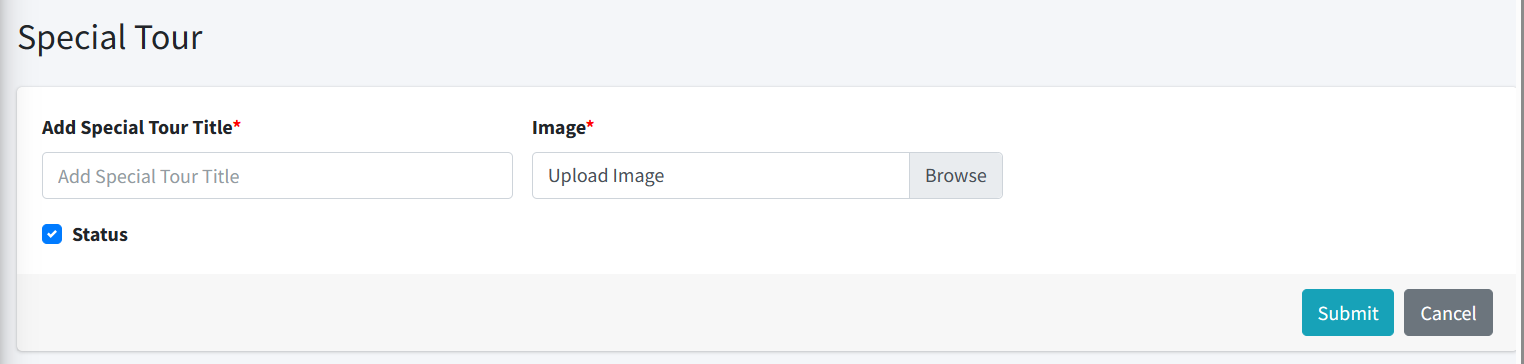 Special Tour
Add Special Tour Title* Image*
Add Special Tour Title Upload Image Browse
Status
Submit Cancel